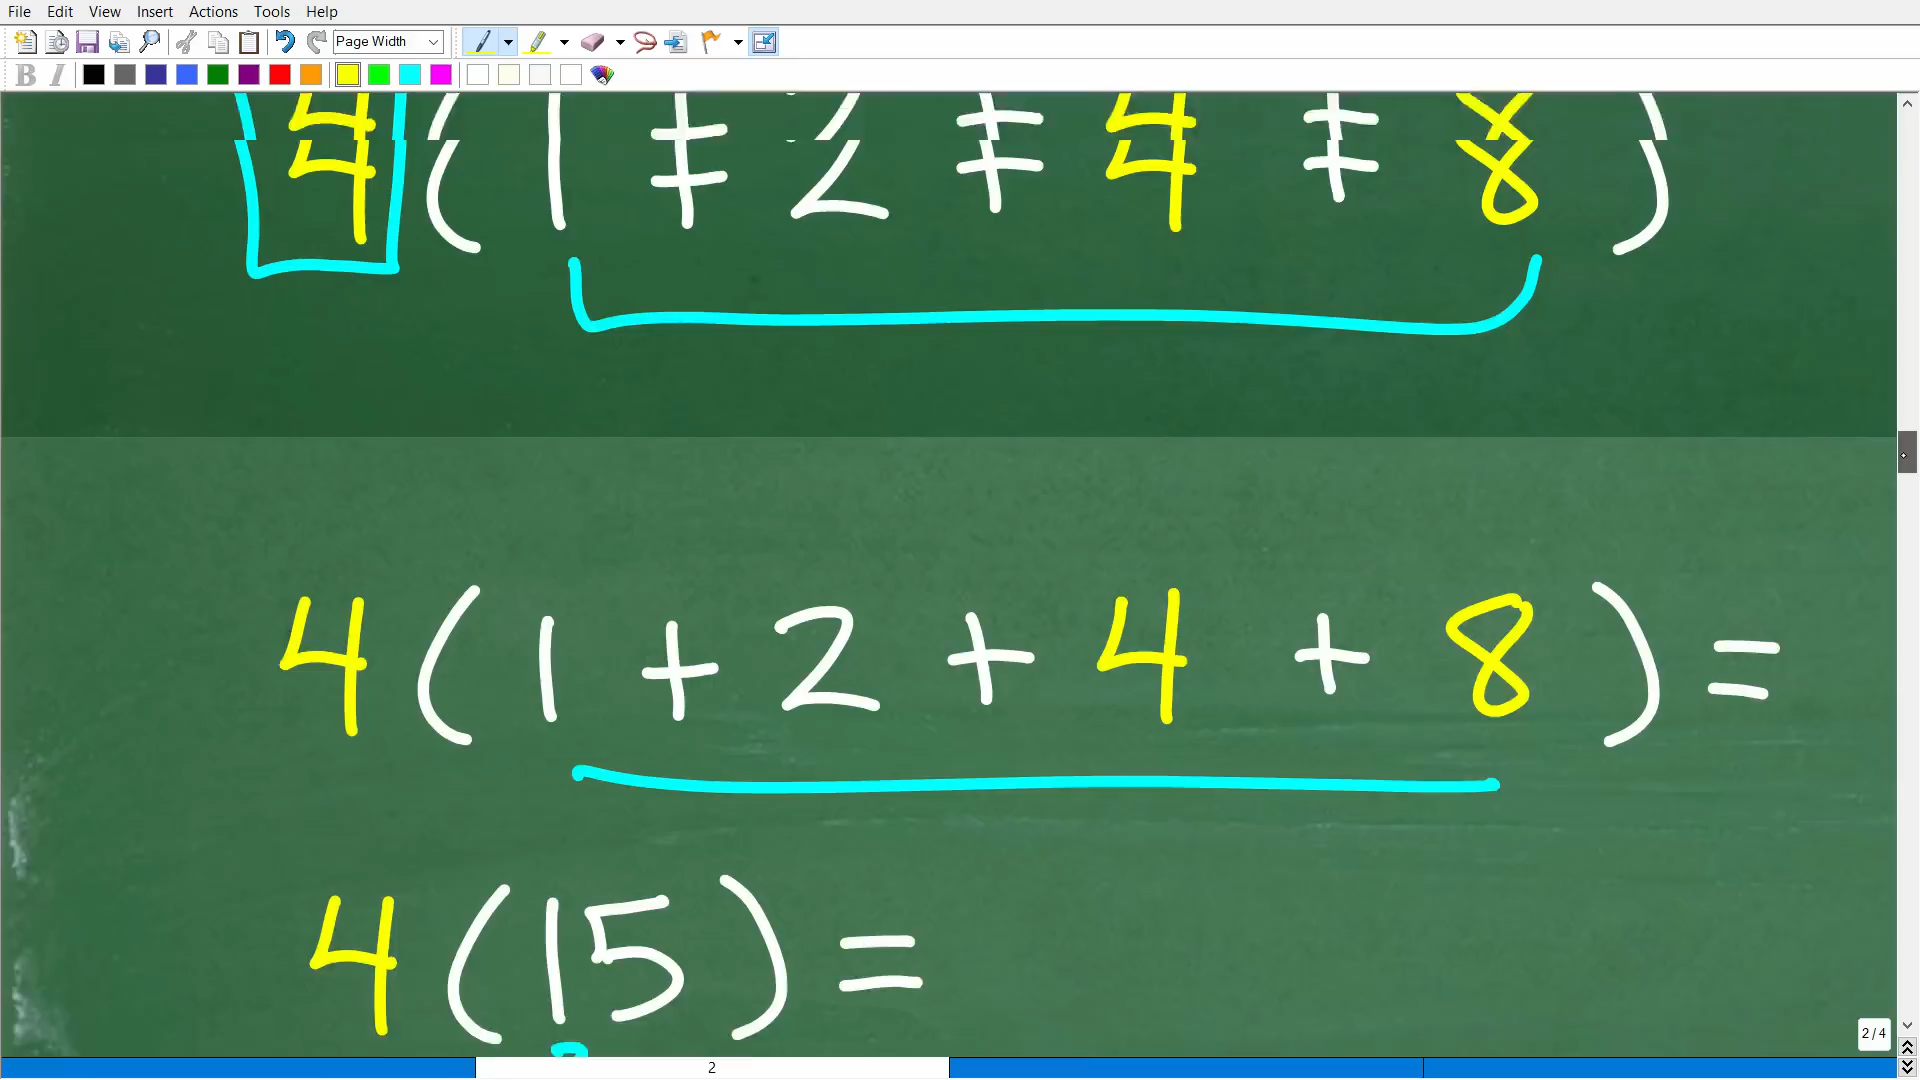 File Edit View Insert Actions Tools Help
Page Width
B I
4 ( 1 + 2 + 4 + 8 )
4 ( 1 + 2 + 4 + 8 ) =
4 ( 15 ) =
2 / 4
2